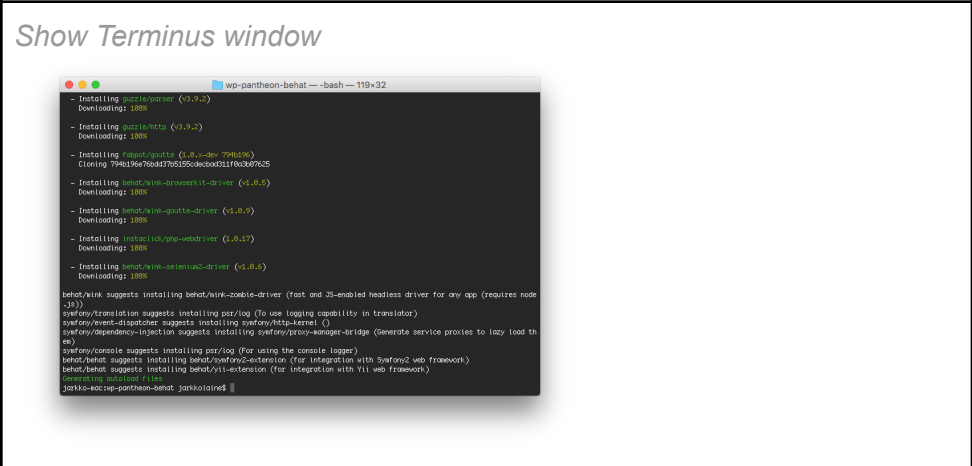 Show Terminus window
wp-pantheon-behat — -bash — 119×32
- Installing guzzle/parser (v3.9.2)
Downloading: 100%
- Installing guzzle/http (v3.9.2)
Downloading: 100%
- Installing fabpot/goutte (1.0.x-dev 794b196)
Cloning 794b196e76bdd37b5155cdecbad311f0a3b07625
- Installing behat/mink-browserkit-driver (v1.0.5)
Downloading: 100%
- Installing behat/mink-goutte-driver (v1.0.9)
Downloading: 100%
- Installing instaclick/php-webdriver (1.0.17)
Downloading: 100%
- Installing behat/mink-selenium2-driver (v1.0.6)
Downloading: 100%
behat/mink suggests installing behat/mink-zombie-driver (fast and JS-enabled headless driver for any app (requires node
.js))
symfony/translation suggests installing psr/log (To use logging capability in translator)
symfony/event-dispatcher suggests installing symfony/http-kernel ()
symfony/dependency-injection suggests installing symfony/proxy-manager-bridge (Generate service proxies to lazy load th
em)
symfony/console suggests installing psr/log (For using the console logger)
behat/behat suggests installing behat/symfony2-extension (for integration with Symfony2 web framework)
behat/behat suggests installing behat/yii-extension (for integration with Yii web framework)
Generating autoload files
jarkko-mac:wp-pantheon-behat jarkkolaine$